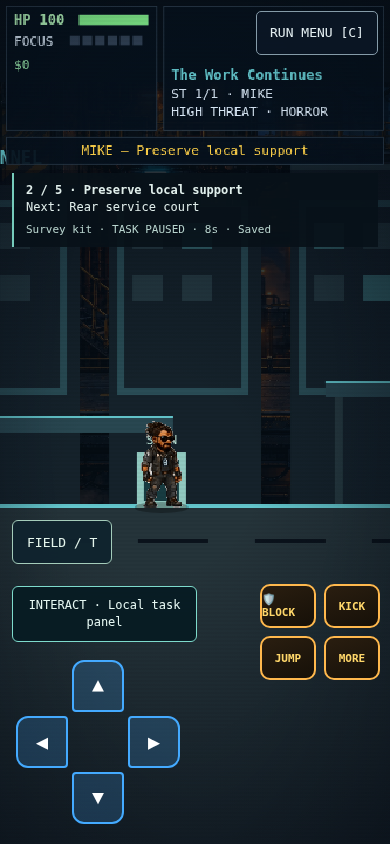 HP 100
FOCUS
$0
RUN MENU [C]
The Work Continues
ST 1/1 · MIKE
HIGH THREAT · HORROR
MIKE — Preserve local support
2 / 5 · Preserve local support
Next: Rear service court
Survey kit · TASK PAUSED · 8s · Saved
FIELD / T
INTERACT · Local task
panel
BLOCK
KICK
JUMP
MORE